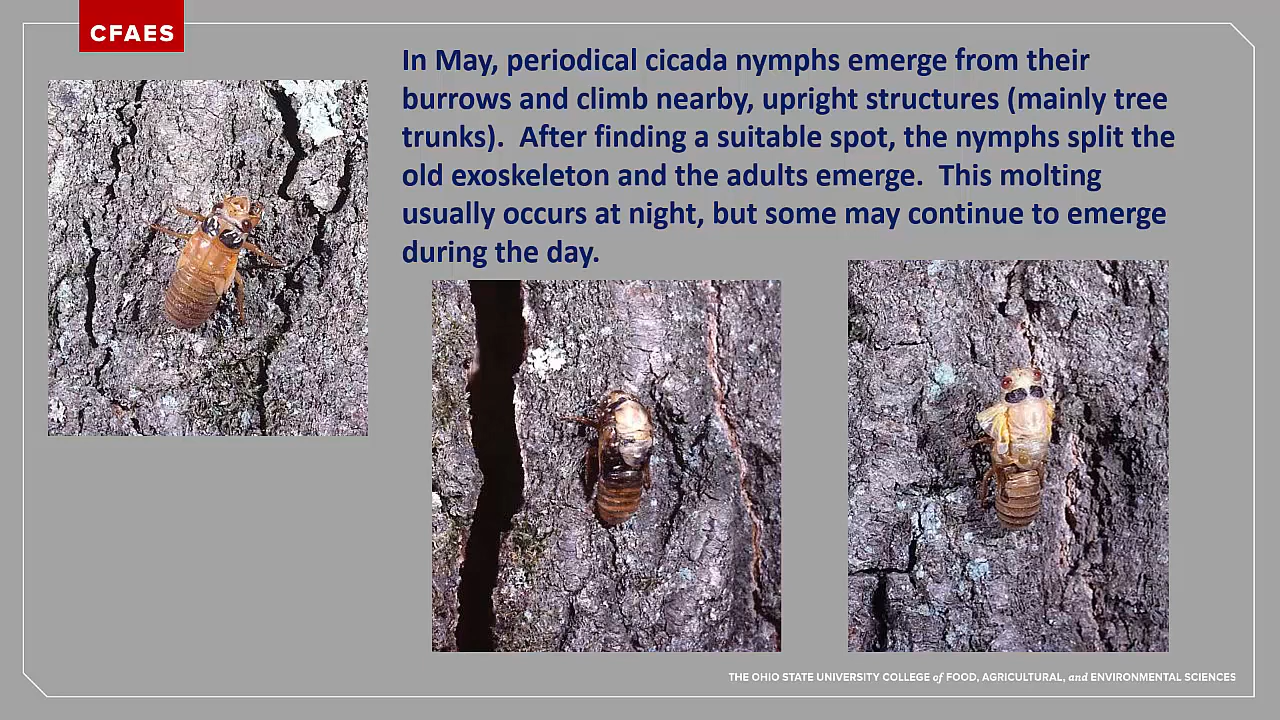 CFAES
In May, periodical cicada nymphs emerge from their
burrows and climb nearby, upright structures (mainly tree
trunks).  After finding a suitable spot, the nymphs split the
old exoskeleton and the adults emerge.  This molting
usually occurs at night, but some may continue to emerge
during the day.
THE OHIO STATE UNIVERSITY COLLEGE of FOOD, AGRICULTURAL, and ENVIRONMENTAL SCIENCES